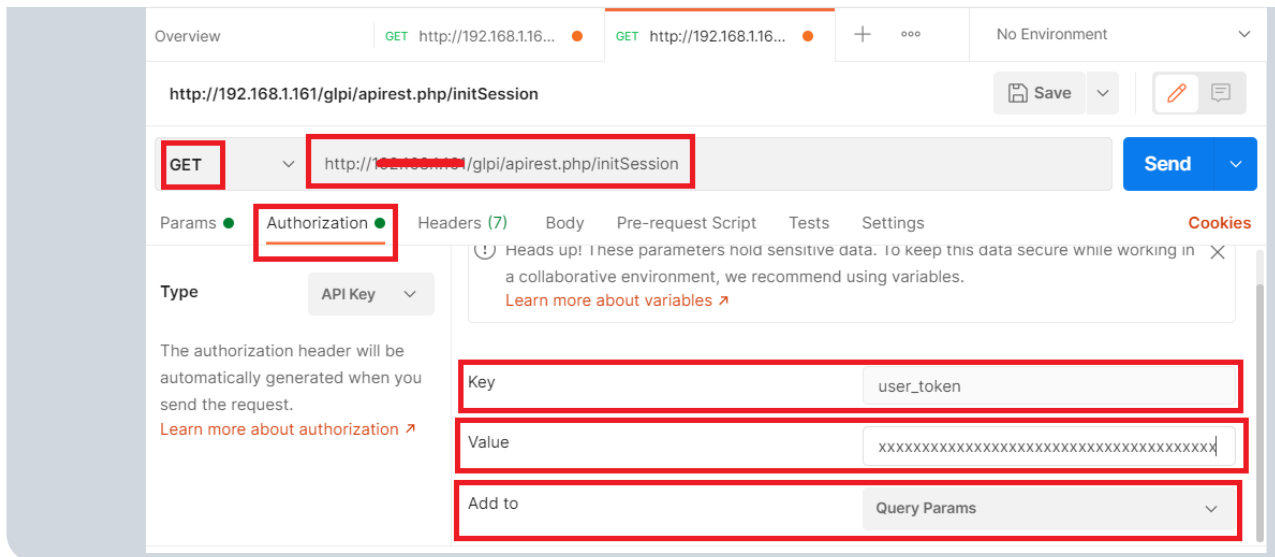 Overview GET http://192.168.1.16... GET http://192.168.1.16... No Environment
http://192.168.1.161/glpi/apirest.php/initSession Save
GET http:///glpi/apirest.php/initSession Send
Params Authorization Headers (7) Body Pre-request Script Tests Settings Cookies
Heads up! These parameters hold sensitive data. To keep this data secure while working in
a collaborative environment, we recommend using variables.
Learn more about variables ↗
Type API Key
The authorization header will be
automatically generated when you
send the request.
Learn more about authorization ↗
Key user_token
Value xxxxxxxxxxxxxxxxxxxxxxxxxxxxxxxxxxxxxxx
Add to Query Params